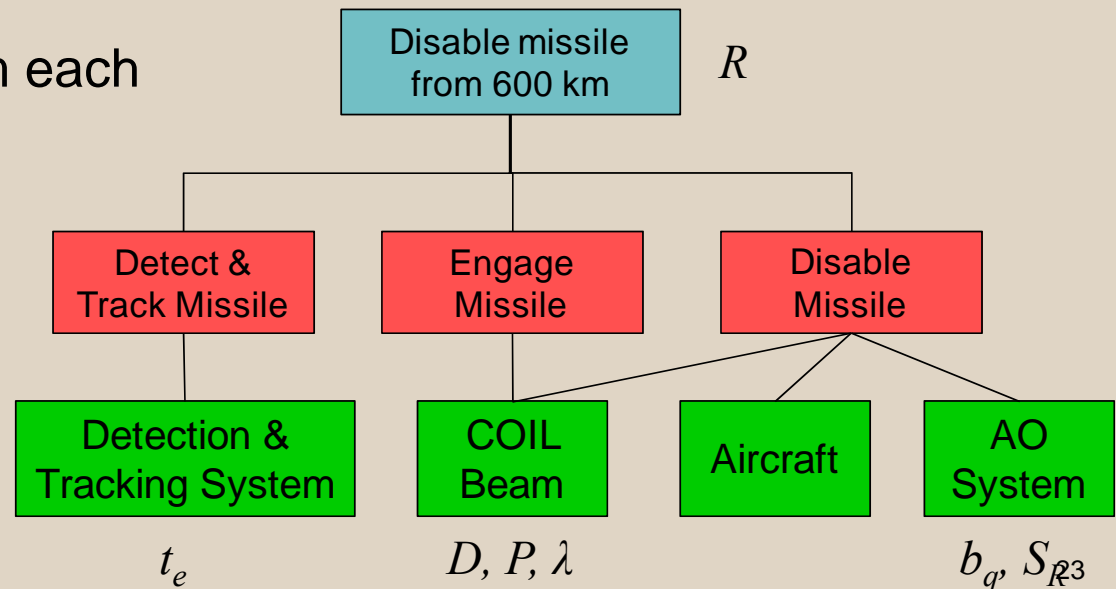 n each
Disable missile
from 600 km
R
Detect &
Track Missile
Engage
Missile
Disable
Missile
Detection &
Tracking System
COIL
Beam
Aircraft
AO
System
t_e
D, P, λ
b_q, S_R
23